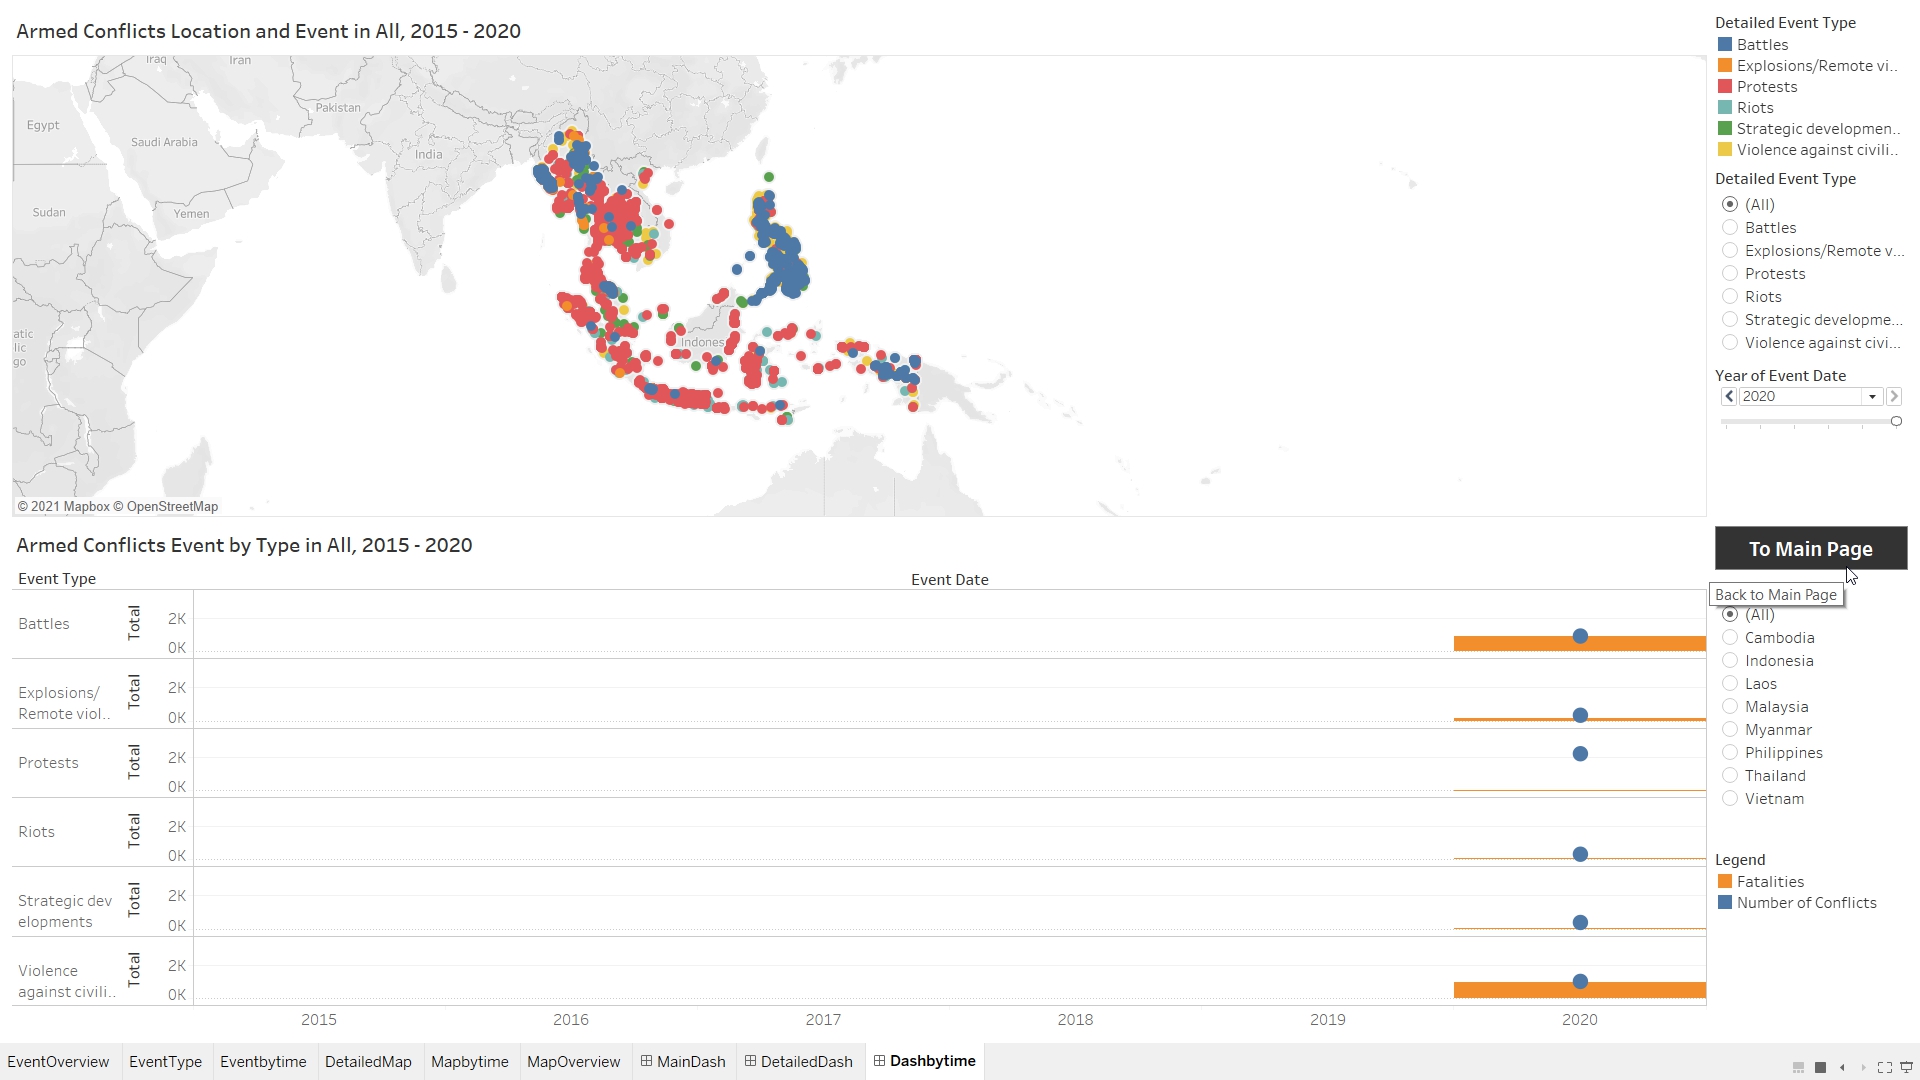 Armed Conflicts Location and Event in All, 2015 - 2020
Iraq
Iran
Pakistan
Egypt
Saudi Arabia
India
Sudan
Yemen
atic
lic
go
Indones
© 2021 Mapbox © OpenStreetMap
Detailed Event Type
Battles
Explosions/Remote vi..
Protests
Riots
Strategic developmen..
Violence against civili..
Detailed Event Type
(All)
Battles
Explosions/Remote v...
Protests
Riots
Strategic developme...
Violence against civi...
Year of Event Date
2020
To Main Page
Back to Main Page
(All)
Cambodia
Indonesia
Laos
Malaysia
Myanmar
Philippines
Thailand
Vietnam
Legend
Fatalities
Number of Conflicts
Armed Conflicts Event by Type in All, 2015 - 2020
Event Type
Event Date
Battles
Total
2K
0K
Explosions/
Remote viol..
Total
2K
0K
Protests
Total
2K
0K
Riots
Total
2K
0K
Strategic dev
elopments
Total
2K
0K
Violence
against civili..
Total
2K
0K
2015 2016 2017 2018 2019 2020
EventOverview EventType Eventbytime DetailedMap Mapbytime MapOverview MainDash DetailedDash Dashbytime